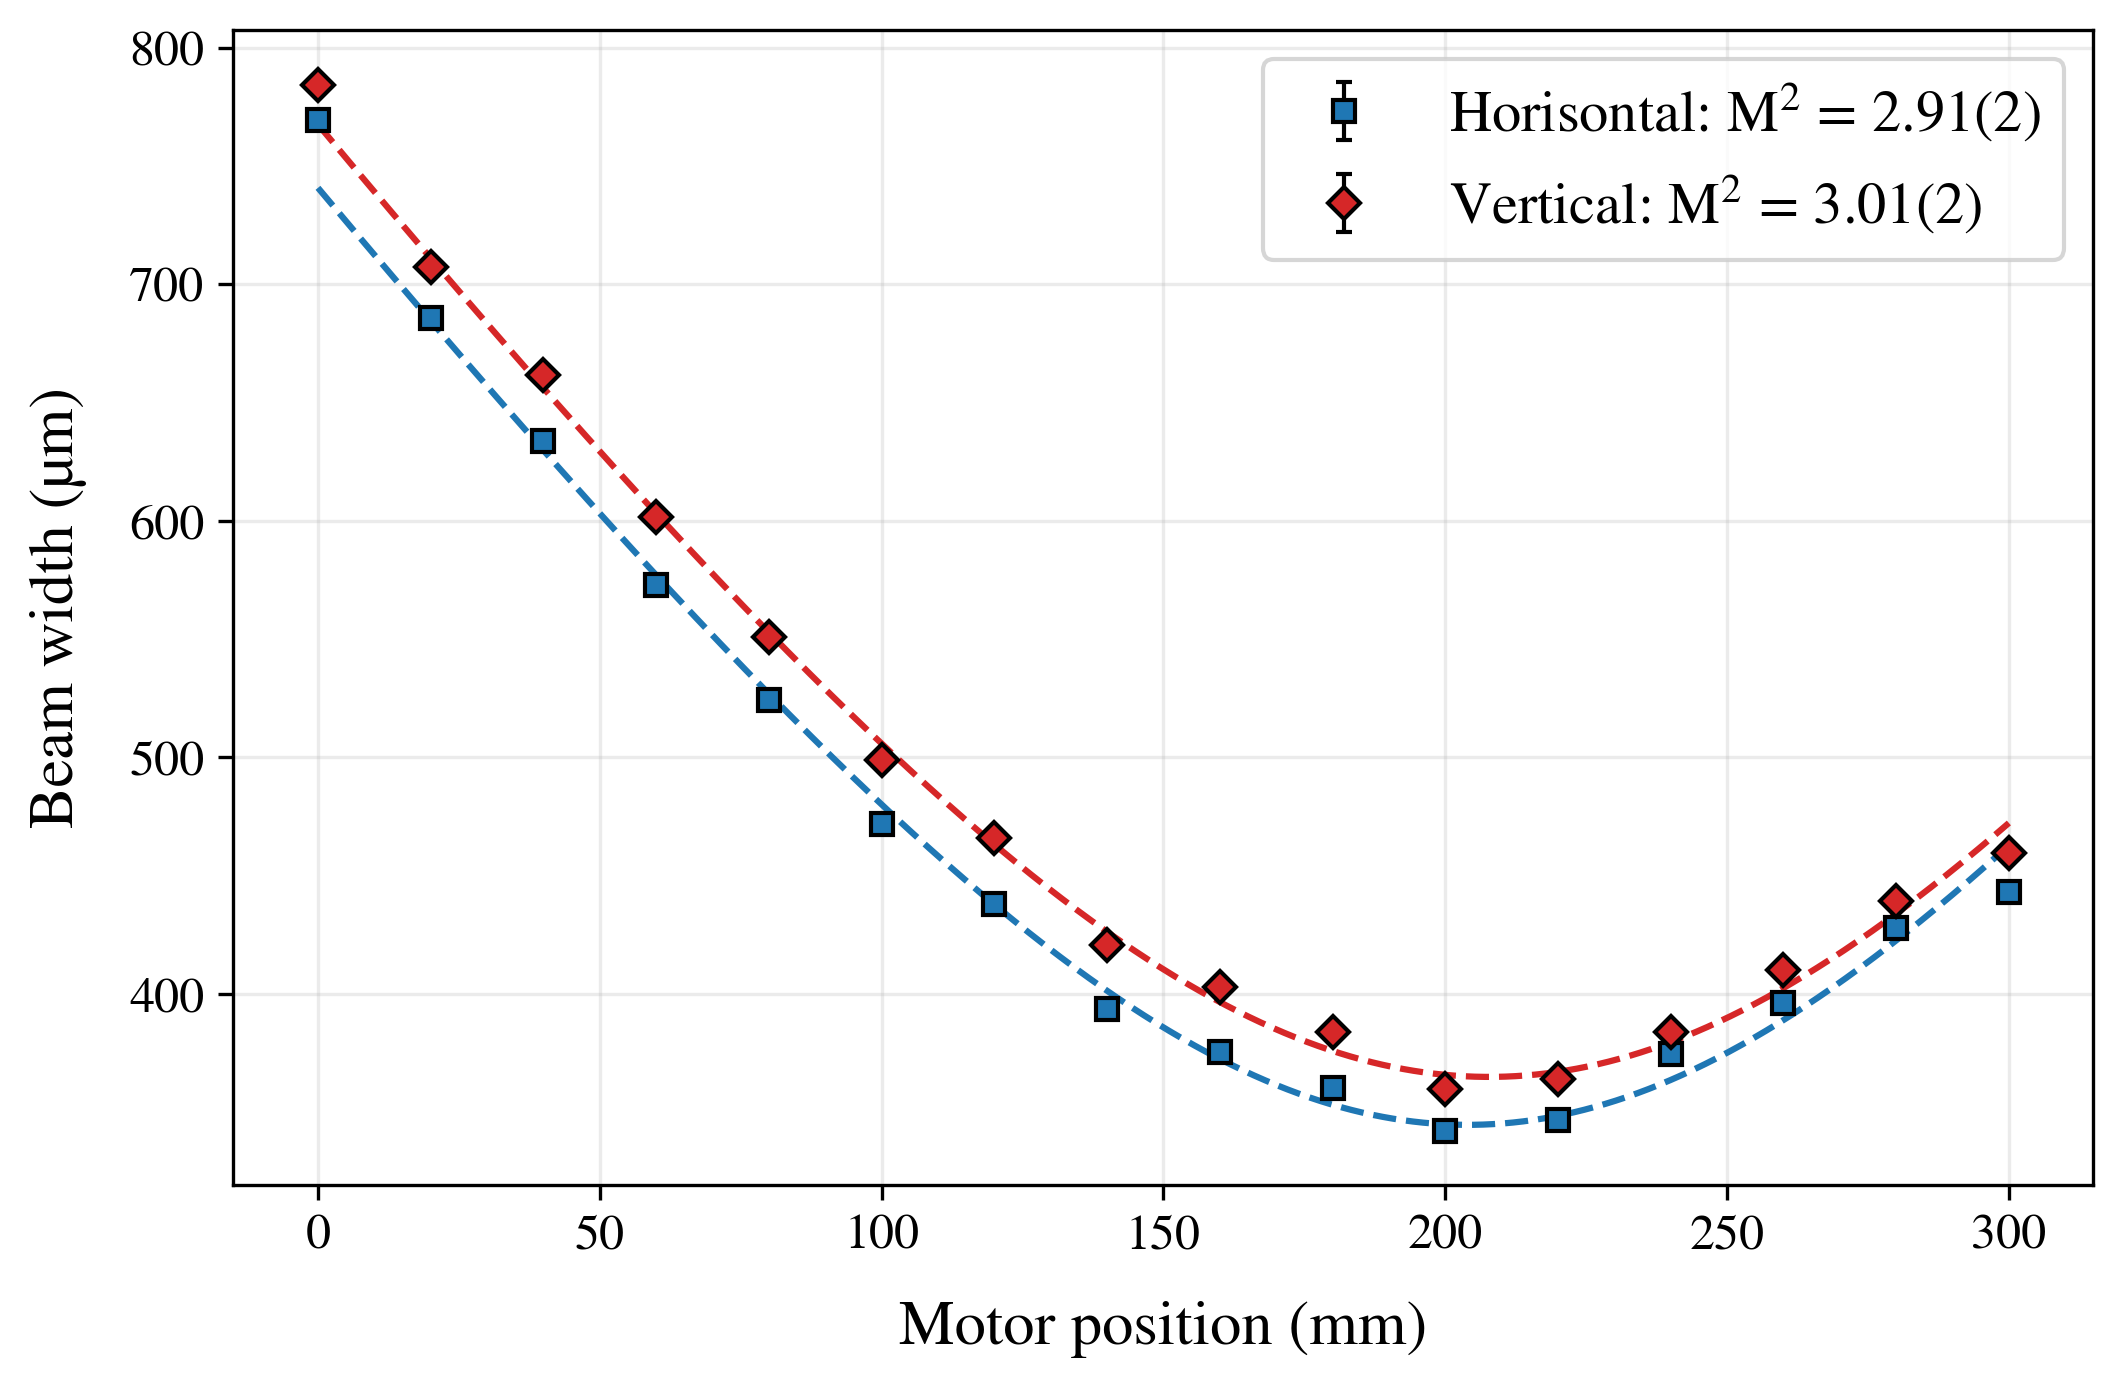 800
700
600
500
400
Beam width (μm)
Horisontal: M² = 2.91(2)
Vertical: M² = 3.01(2)
0 50 100 150 200 250 300
Motor position (mm)